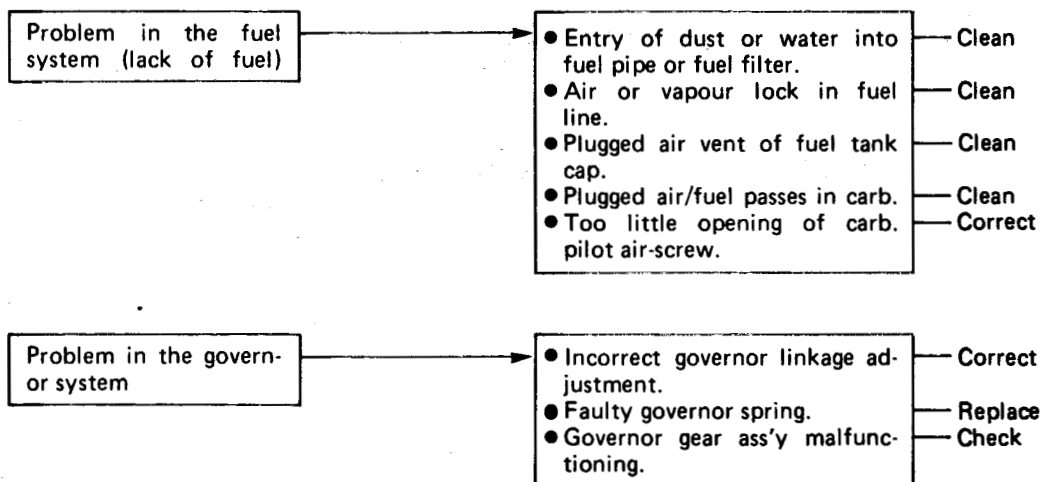 Problem in the fuel
system (lack of fuel)
● Entry of dust or water into
fuel pipe or fuel filter.
Clean
● Air or vapour lock in fuel
line.
Clean
● Plugged air vent of fuel tank
cap.
Clean
● Plugged air/fuel passes in carb.
Clean
● Too little opening of carb.
pilot air-screw.
Correct
Problem in the govern-
or system
● Incorrect governor linkage ad-
justment.
Correct
● Faulty governor spring.
Replace
● Governor gear ass'y malfunc-
tioning.
Check